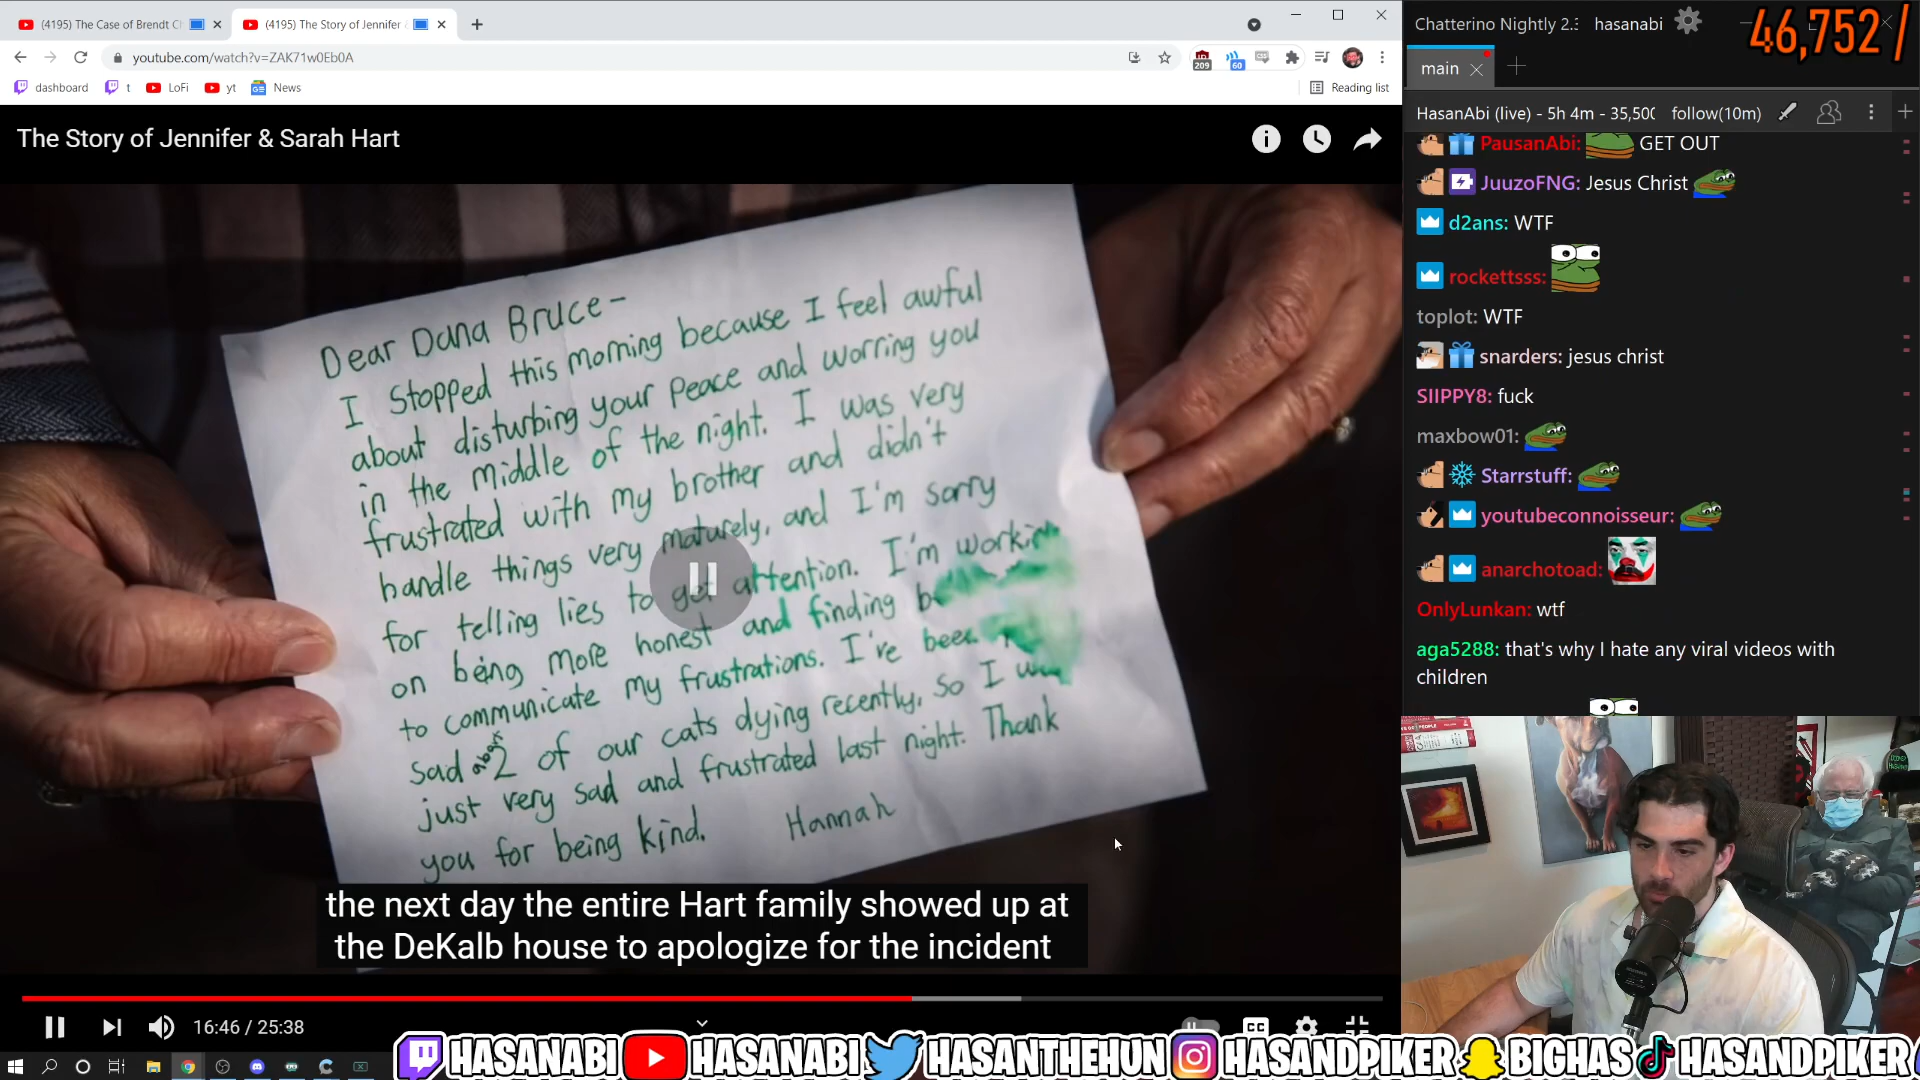 (4195) The Case of Brendt C
(4195) The Story of Jennifer
youtube.com/watch?v=ZAK71w0Eb0A
209
60
dashboard
t
LoFi
yt
News
Reading list
The Story of Jennifer & Sarah Hart
Dear Dana Bruce-
I stopped this morning because I feel awful
about disturbing your peace and worring you
in the middle of the night. I was very
frustrated with my brother and didn't
handle things very maturely, and I'm sorry
for telling lies to get attention. I'm
on being more honest and finding
to communicate my frustrations. I've
sad about 2 of our cats dying recently, so I
just very sad and frustrated last night. Thank
you for being kind.
Hannah
the next day the entire Hart family showed up at
the DeKalb house to apologize for the incident
16:46 / 25:38
CC
Chatterino Nightly 2.
hasanabi
46,752 /
main
HasanAbi (live) - 5h 4m - 35,500
follow(10m)
PausanAbi: GET OUT
JuuzoFNG: Jesus Christ
d2ans: WTF
rockettsss:
toplot: WTF
snarders: jesus christ
SIIPPY8: fuck
maxbow01:
Starrstuff:
youtubeconnoisseur:
anarchotoad:
OnlyLunkan: wtf
aga5288: that's why I hate any viral videos with
children
HASANABI HASANABI HASANTHEHUN HASANDPIKER BIGHAS HASANDPIKER